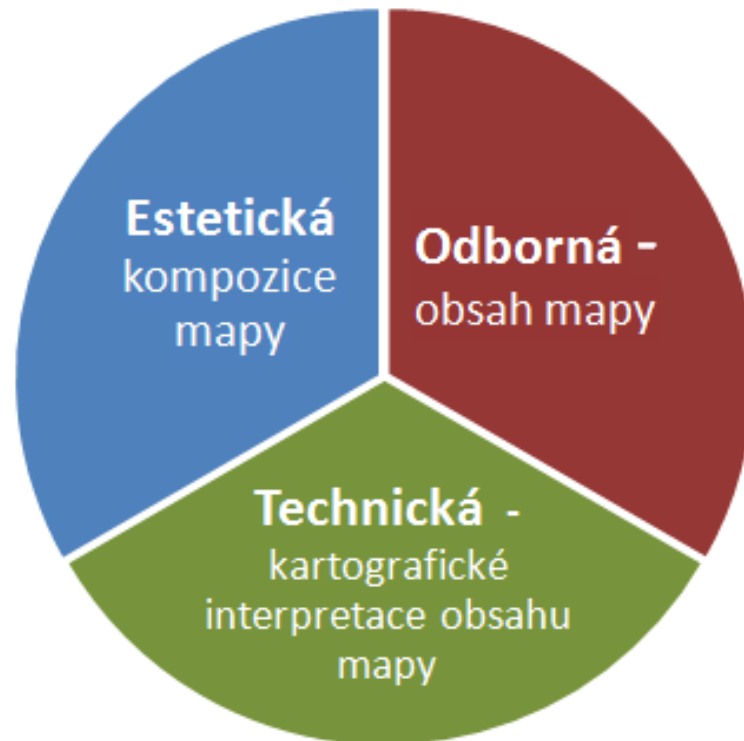 Estetická
kompozice
mapy
Odborná -
obsah mapy
Technická -
kartografické
interpretace obsahu
mapy